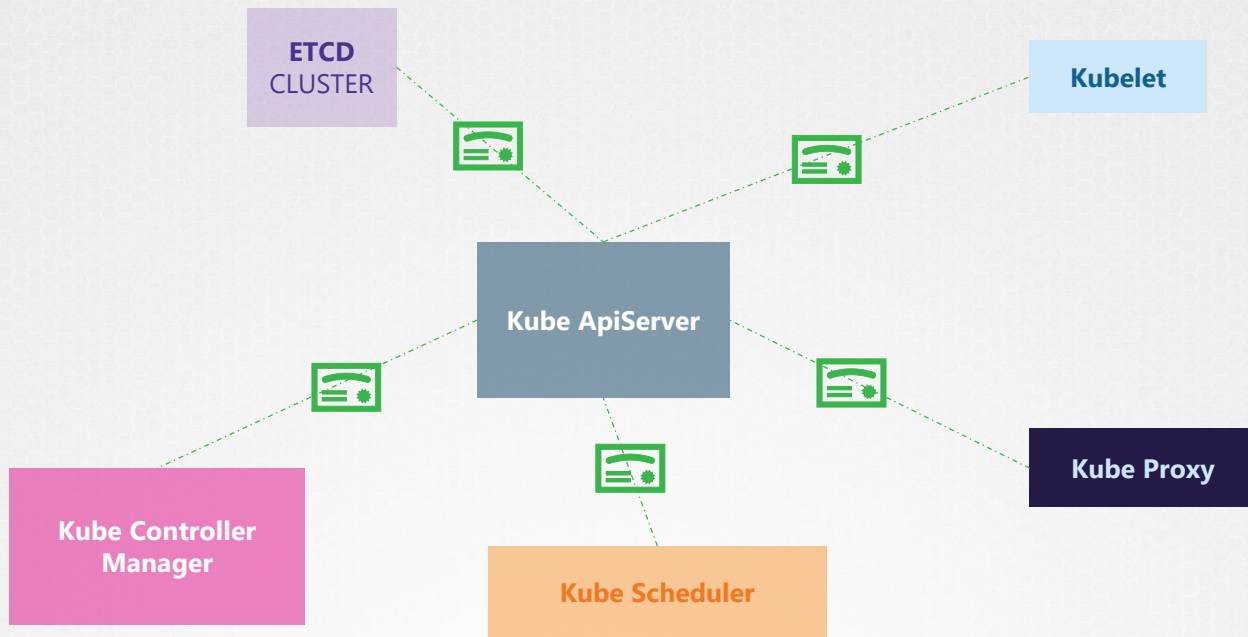 ETCD
CLUSTER
Kubelet
Kube ApiServer
Kube Proxy
Kube Controller
Manager
Kube Scheduler